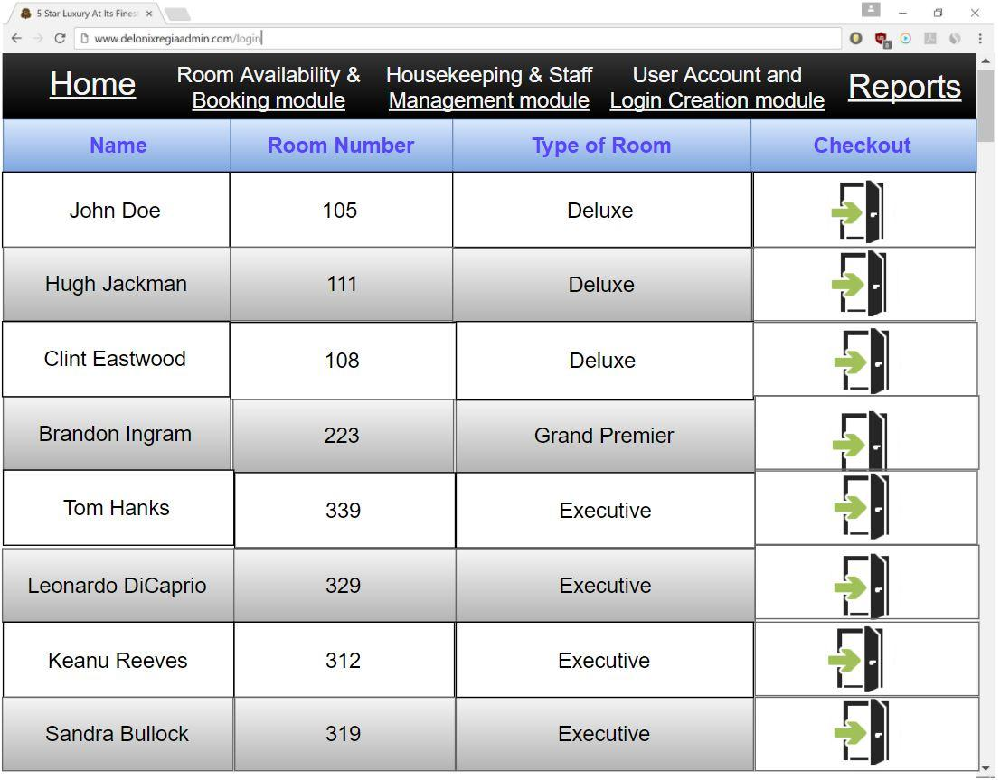 5 Star Luxury At Its Fines
www.delonixregiaadmin.com/login
Home
Room Availability &
Booking module
Housekeeping & Staff
Management module
User Account and
Login Creation module
Reports
Name Room Number Type of Room Checkout
John Doe 105 Deluxe
Hugh Jackman 111 Deluxe
Clint Eastwood 108 Deluxe
Brandon Ingram 223 Grand Premier
Tom Hanks 339 Executive
Leonardo DiCaprio 329 Executive
Keanu Reeves 312 Executive
Sandra Bullock 319 Executive